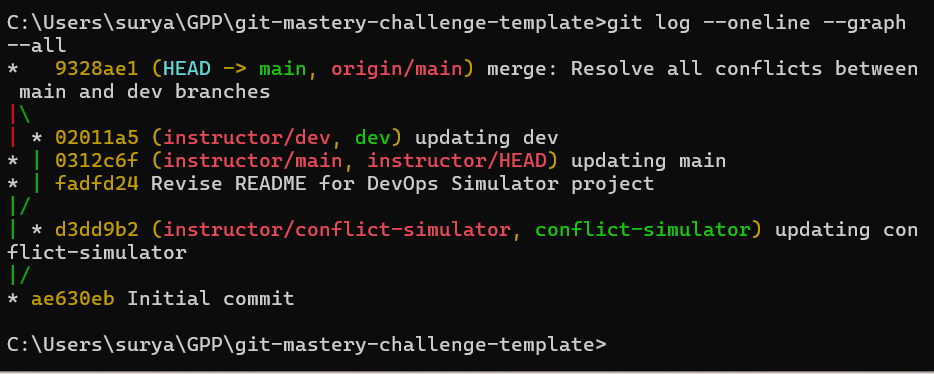 C:\Users\surya\GPP\git-mastery-challenge-template>git log --oneline --graph
--all
*   9328ae1 (HEAD -> main, origin/main) merge: Resolve all conflicts between
 main and dev branches
|\
| * 02011a5 (instructor/dev, dev) updating dev
* | 0312c6f (instructor/main, instructor/HEAD) updating main
* | fadfd24 Revise README for DevOps Simulator project
|/
| * d3dd9b2 (instructor/conflict-simulator, conflict-simulator) updating con
flict-simulator
|/
* ae630eb Initial commit
C:\Users\surya\GPP\git-mastery-challenge-template>